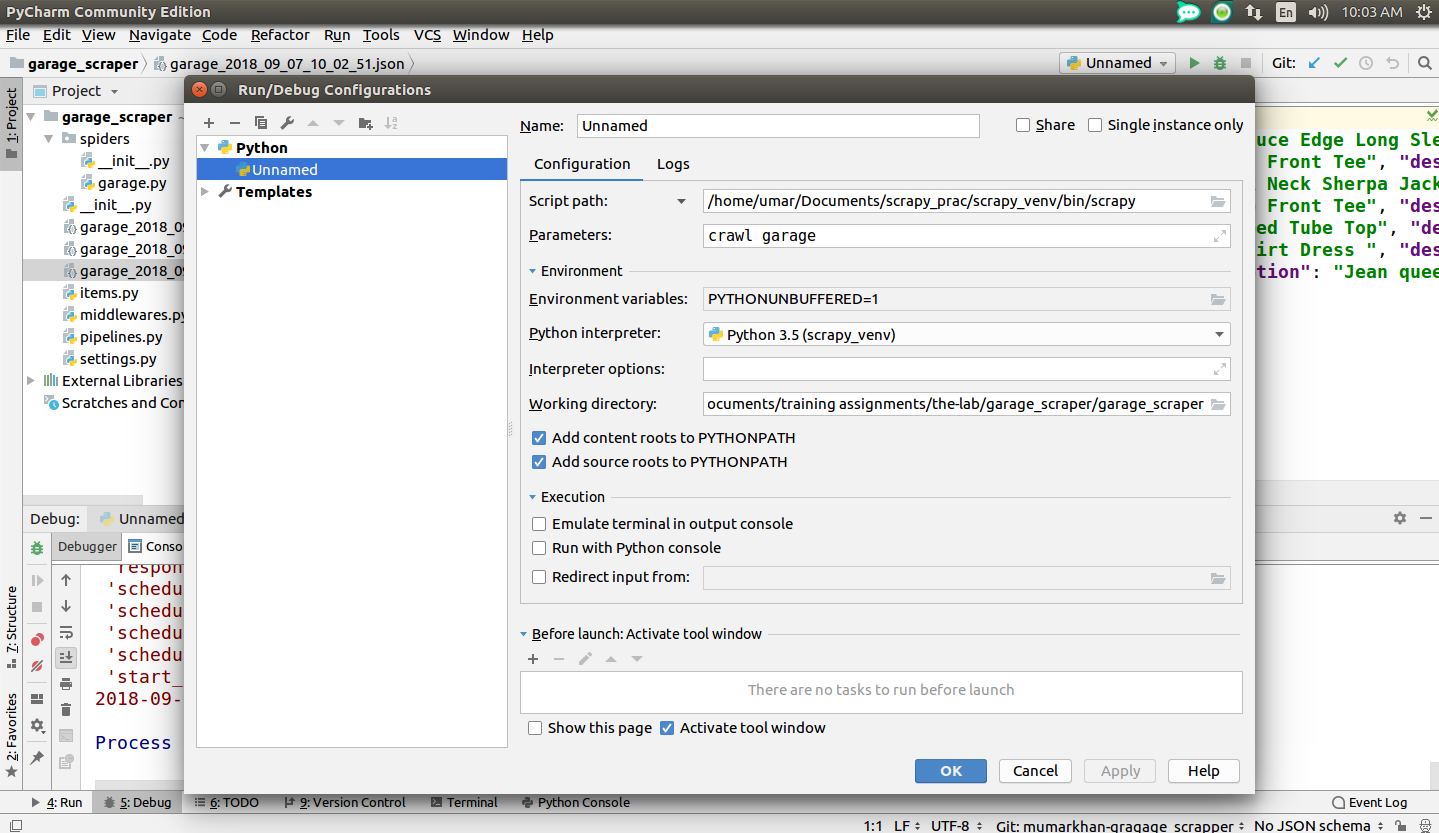 PyCharm Community Edition
En
10:03 AM
File Edit View Navigate Code Refactor Run Tools VCS Window Help
garage_scraper garage_2018_09_07_10_02_51.json
Unnamed
Git:
1: Project
Project
garage_scraper ~
spiders
__init__.py
garage.py
__init__.py
garage_2018_09
garage_2018_09
garage_2018_09
items.py
middlewares.py
pipelines.py
settings.py
External Libraries
Scratches and Con
Run/Debug Configurations
Python
Unnamed
Templates
Name: Unnamed
Share
Single instance only
Configuration Logs
Script path: /home/umar/Documents/scrapy_prac/scrapy_venv/bin/scrapy
Parameters: crawl garage
Environment
Environment variables: PYTHONUNBUFFERED=1
Python interpreter: Python 3.5 (scrapy_venv)
Interpreter options:
Working directory: ocuments/training assignments/the-lab/garage_scraper/garage_scraper
Add content roots to PYTHONPATH
Add source roots to PYTHONPATH
Execution
Emulate terminal in output console
Run with Python console
Redirect input from:
Before launch: Activate tool window
There are no tasks to run before launch
Show this page Activate tool window
OK Cancel Apply Help
uce Edge Long Sle
Front Tee", "des
Neck Sherpa Jack
Front Tee", "des
ed Tube Top", "de
irt Dress ", "des
tion": "Jean quee
Debug: Unnamed
Debugger Conso
'respon
'schedu
'schedu
'schedu
'schedu
'start_
2018-09-
Process
7: Structure
2: Favorites
4: Run 5: Debug 6: TODO 9: Version Control Terminal Python Console Event Log
1:1 LF UTF-8 Git: mumarkhan-gragage_scrapper No JSON schema